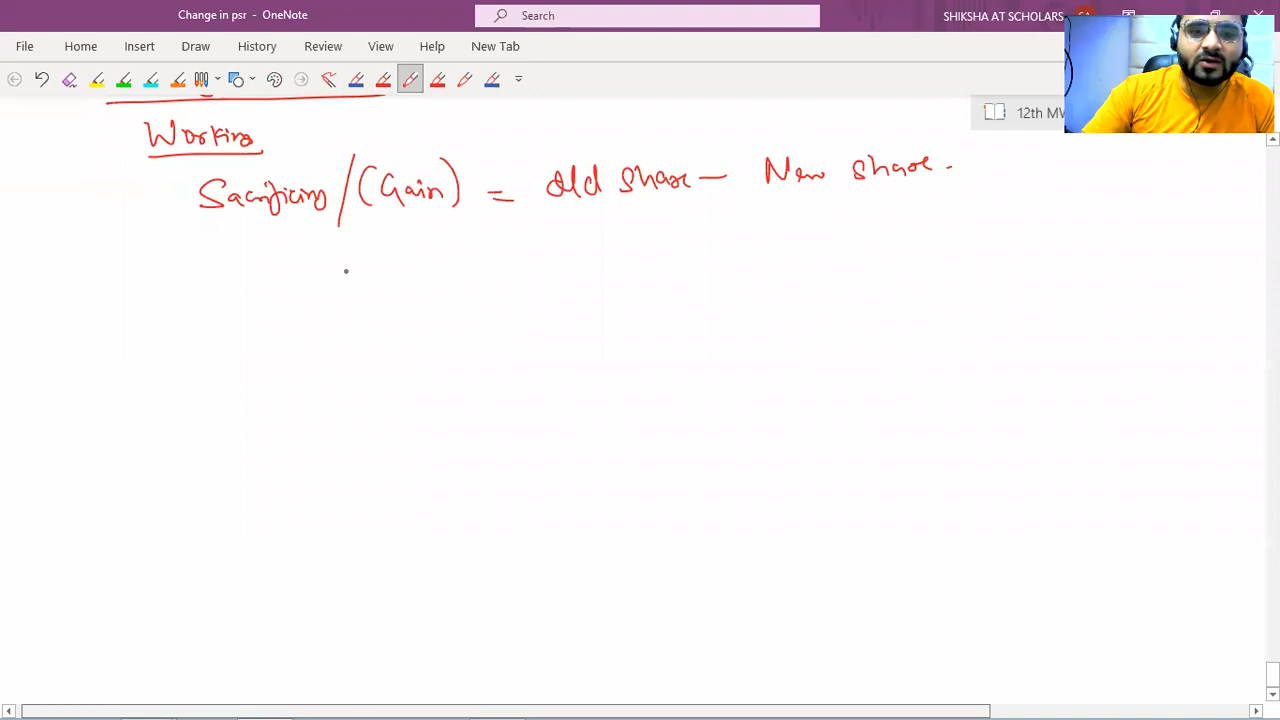 Change in psr - OneNote
Search
SHIKSHA AT SCHOLARS
File Home Insert Draw History Review View Help New Tab
12th MW
Working
Sacrificing /(Gain) = Old share - New share.